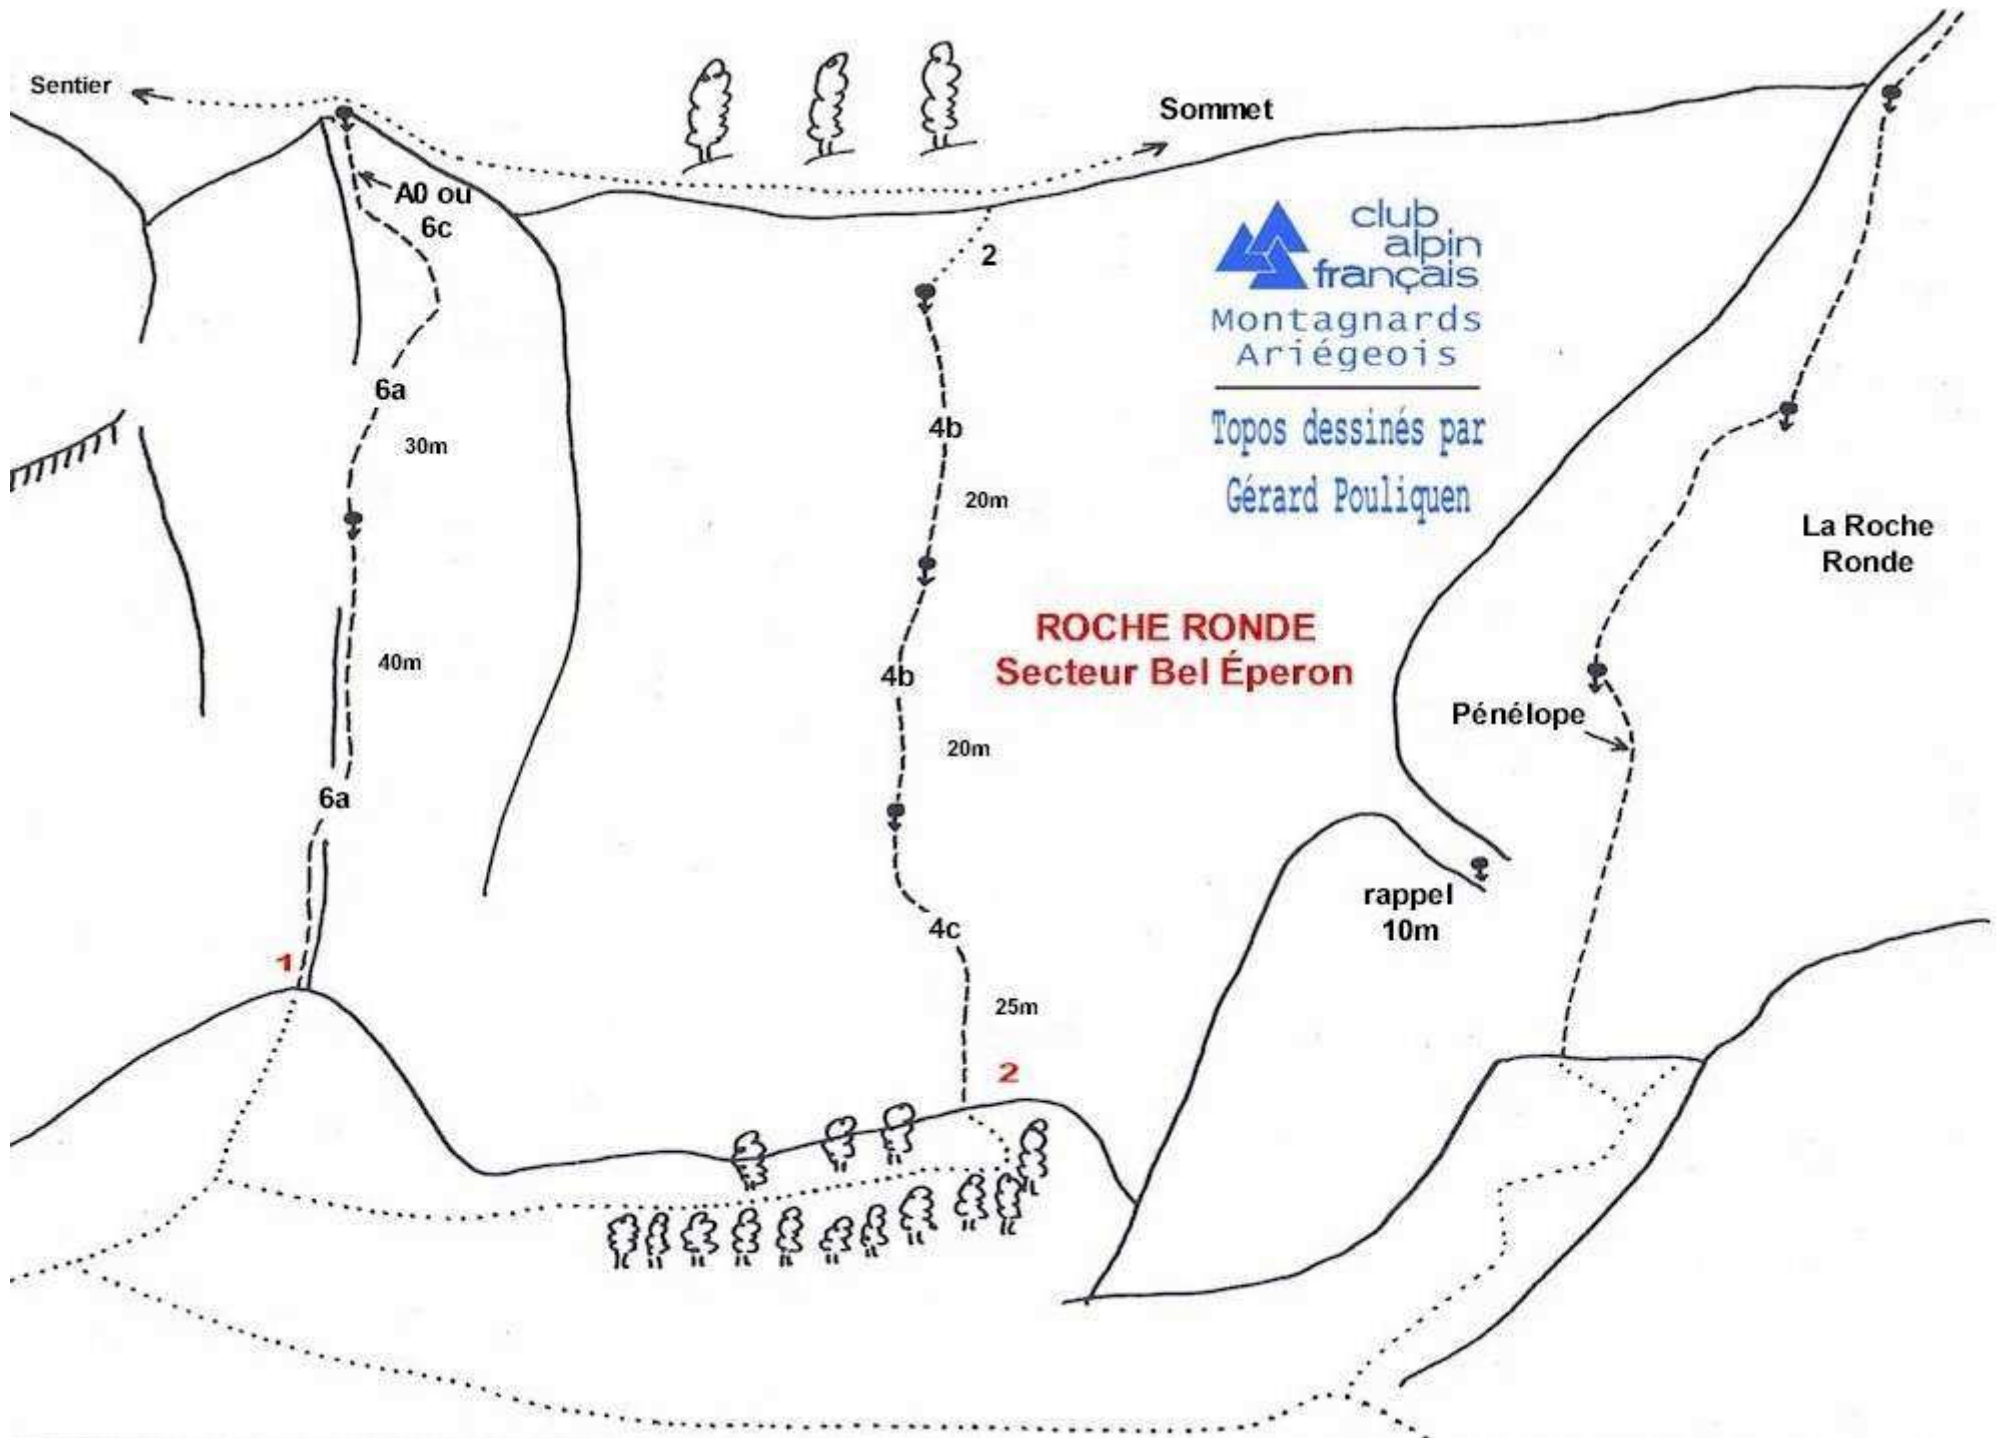 Sentier
Sommet
A0 ou
6c
2
club
alpin
français
Montagnards
Ariégeois
Topos dessinés par
Gérard Pouliquen
6a
30m
4b
20m
La Roche
Ronde
ROCHE RONDE
Secteur Bel Éperon
40m
4b
20m
Pénélope
6a
rappel
10m
4c
1
25m
2